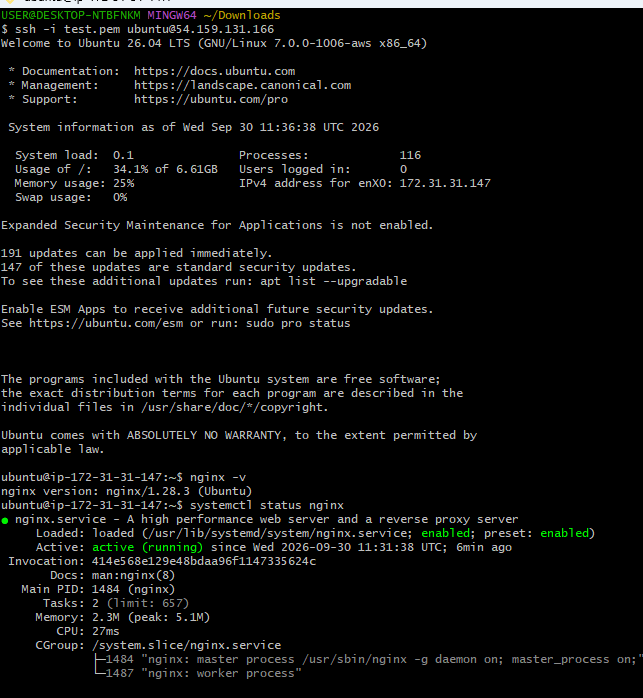 USER@DESKTOP-NTBFNKM MINGW64 ~/Downloads
$ ssh -i test.pem ubuntu@54.159.131.166
Welcome to Ubuntu 26.04 LTS (GNU/Linux 7.0.0-1006-aws x86_64)

 * Documentation:  https://docs.ubuntu.com
 * Management:     https://landscape.canonical.com
 * Support:        https://ubuntu.com/pro

 System information as of Wed Sep 30 11:36:38 UTC 2026

  System load:  0.1               Processes:             116
  Usage of /:   34.1% of 6.61GB   Users logged in:       0
  Memory usage: 25%               IPv4 address for enX0: 172.31.31.147
  Swap usage:   0%

Expanded Security Maintenance for Applications is not enabled.

191 updates can be applied immediately.
147 of these updates are standard security updates.
To see these additional updates run: apt list --upgradable

Enable ESM Apps to receive additional future security updates.
See https://ubuntu.com/esm or run: sudo pro status

The programs included with the Ubuntu system are free software;
the exact distribution terms for each program are described in the
individual files in /usr/share/doc/*/copyright.

Ubuntu comes with ABSOLUTELY NO WARRANTY, to the extent permitted by
applicable law.

ubuntu@ip-172-31-31-147:~$ nginx -v
nginx version: nginx/1.28.3 (Ubuntu)
ubuntu@ip-172-31-31-147:~$ systemctl status nginx
● nginx.service - A high performance web server and a reverse proxy server
     Loaded: loaded (/usr/lib/systemd/system/nginx.service; enabled; preset: enabled)
     Active: active (running) since Wed 2026-09-30 11:31:38 UTC; 6min ago
 Invocation: 414e568e129e48bdaa96f1147335624c
       Docs: man:nginx(8)
   Main PID: 1484 (nginx)
      Tasks: 2 (limit: 657)
     Memory: 2.3M (peak: 5.1M)
        CPU: 27ms
     CGroup: /system.slice/nginx.service
             ├─1484 "nginx: master process /usr/sbin/nginx -g daemon on; master_process on;"
             └─1487 "nginx: worker process"